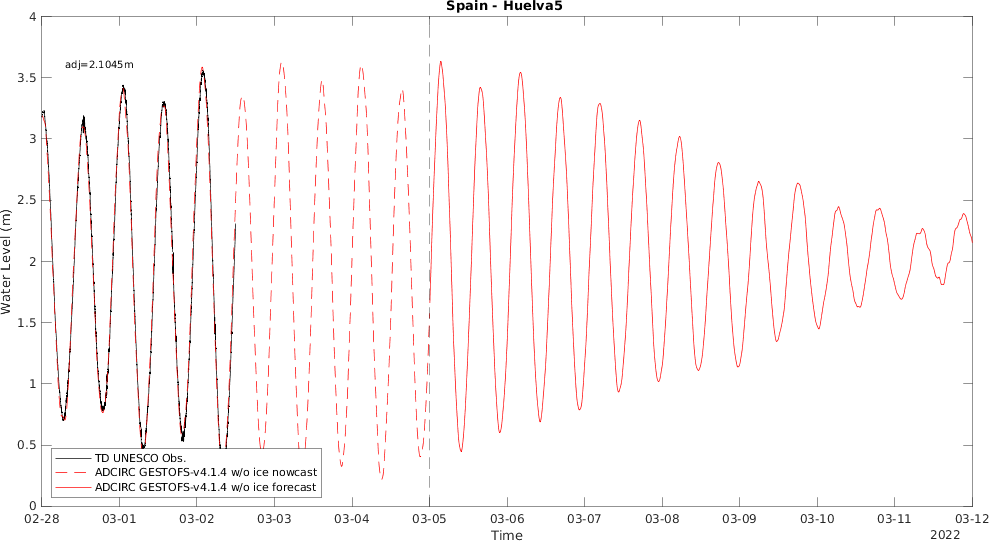 Spain - Huelva5
adj=2.1045m
Water Level (m)
4
3.5
3
2.5
2
1.5
1
0.5
0
TD UNESCO Obs.
ADCIRC GESTOFS-v4.1.4 w/o ice nowcast
ADCIRC GESTOFS-v4.1.4 w/o ice forecast
02-28 03-01 03-02 03-03 03-04 03-05 03-06 03-07 03-08 03-09 03-10 03-11 03-12
Time
2022